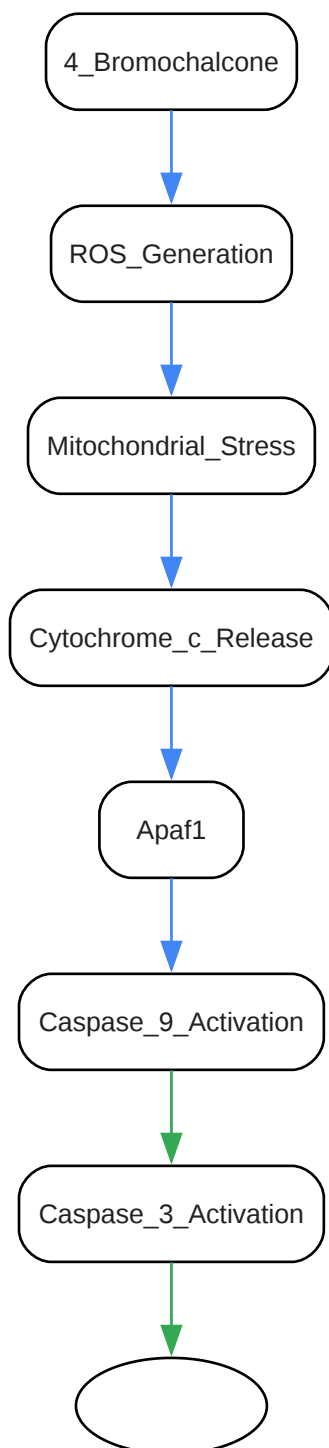 4_Bromochalcone
ROS_Generation
Mitochondrial_Stress
Cytochrome_c_Release
Apaf1
Caspase_9_Activation
Caspase_3_Activation